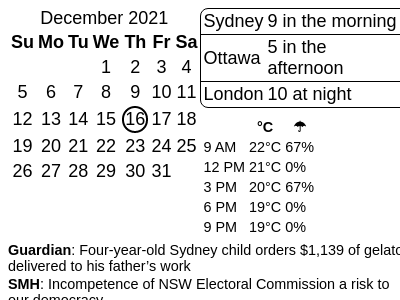 December 2021
Su Mo Tu We Th Fr Sa
1 2 3 4
5 6 7 8 9 10 11
12 13 14 15 16 17 18
19 20 21 22 23 24 25
26 27 28 29 30 31
Sydney 9 in the morning
Ottawa 5 in the
afternoon
London 10 at night
°C ☂
9 AM 22°C 67%
12 PM 21°C 0%
3 PM 20°C 67%
6 PM 19°C 0%
9 PM 19°C 0%
Guardian: Four-year-old Sydney child orders $1,139 of gelato
delivered to his father’s work
SMH: Incompetence of NSW Electoral Commission a risk to
our democracy